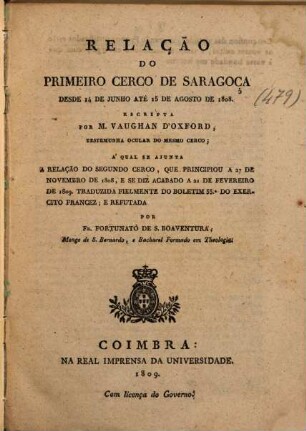 RELAÇÃO
DO
PRIMEIRO CERCO DE SARAGOÇA
DESDE 14 DE JUNHO ATÉ 15 DE AGOSTO DE 1808.
ESCRIPTA
POR M. VAUGHAN D'OXFORD,
TESTEMUNHA OCULAR DO MESMO CERCO;
Á QUAL SE AJUNTA
A RELAÇÃO DO SEGUNDO CERCO, QUE PRINCIPIOU A 27 DE
NOVEMBRO DE 1808, E SE DIZ ACABADO A 21 DE FEVEREIRO
DE 1809. TRADUZIDA FIELMENTE DO BOLETIM 33.º DO EXER-
CITO FRANCEZ; E REFUTADA
POR
FR. FORTUNATO DE S. BOAVENTURA,
Monge de S. Bernardo, e Bacharel Formado em Theologia.
COIMBRA:
NA REAL IMPRENSA DA UNIVERSIDADE.
1809.
Com licença do Governo.
(479)